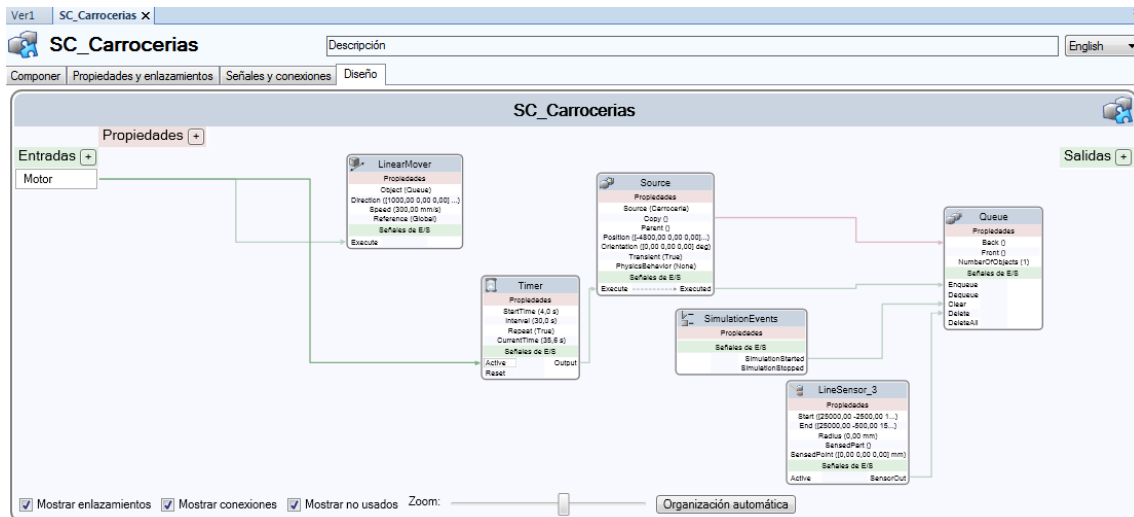 Ver1 SC_Carrocerias X
SC_Carrocerias Descripción English
Componer Propiedades y enlazamientos Señales y conexiones Diseño
SC_Carrocerias
Propiedades +
Entradas + Salidas +
Motor
LinearMover
Propiedades
Object (Queue)
Direction ([1000,00 0,00 0,00] ...)
Speed (300,00 mm/s)
Reference (Global)
Señales de E/S
Execute
Source
Propiedades
Source (Carroceria)
Copy ()
Parent ()
Position ([-4800,00 0,00 0,00]...)
Orientation ([0,00 0,00 0,00] deg)
Transient (True)
PhysicsBehavior (None)
Señales de E/S
Execute Executed
Queue
Propiedades
Back ()
Front ()
NumberOfObjects (1)
Señales de E/S
Enqueue
Dequeue
Clear
Delete
DeleteAll
Timer
Propiedades
StartTime (4,0 s)
Interval (30,0 s)
Repeat (True)
CurrentTime (35,6 s)
Señales de E/S
Active Output
Reset
SimulationEvents
Propiedades
Señales de E/S
SimulationStarted
SimulationStopped
LineSensor_3
Propiedades
Start ([25000,00 -2500,00 1...)
End ([25000,00 -500,00 15...)
Radius (0,00 mm)
SensedPart ()
SensedPoint ([0,00 0,00 0,00] mm)
Señales de E/S
Active SensorOut
Mostrar enlazamientos Mostrar conexiones Mostrar no usados Zoom: Organización automática